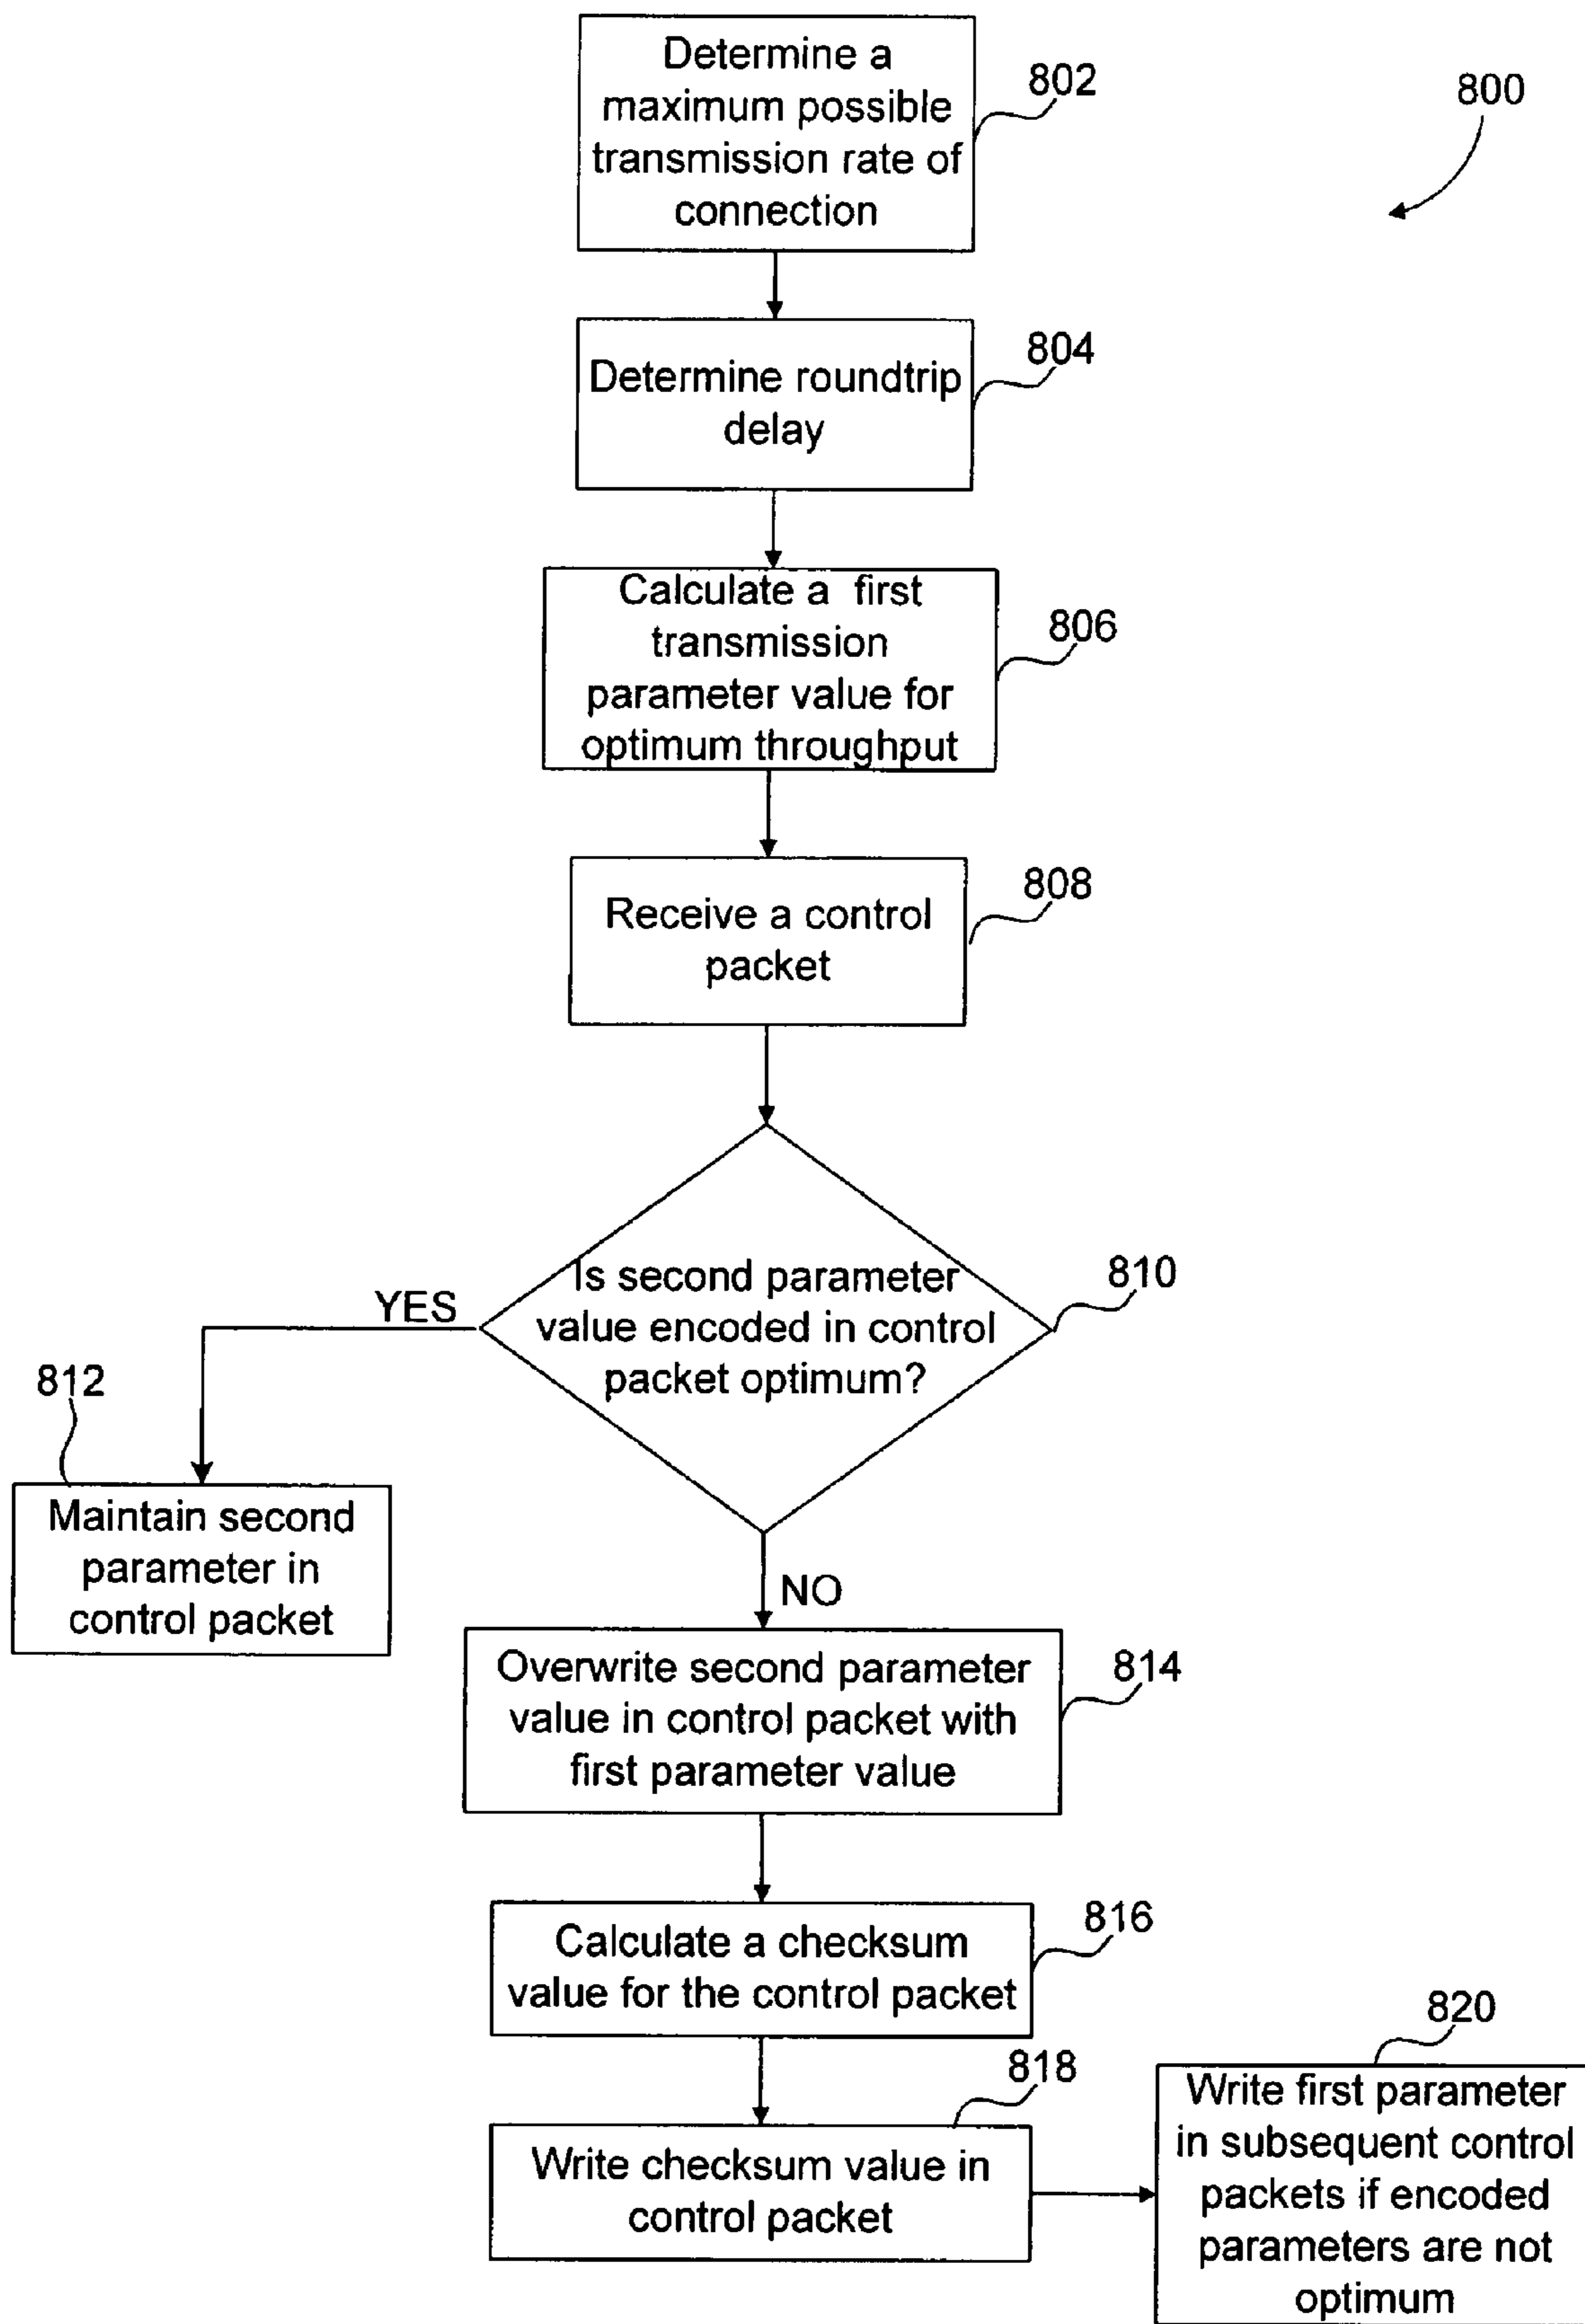 Determine a
maximum possible
transmission rate of
connection
802
800
Determine roundtrip
delay
804
Calculate a first
transmission
parameter value for
optimum throughput
806
Receive a control
packet
808
Is second parameter
value encoded in control
packet optimum?
810
YES
812
Maintain second
parameter in
control packet
NO
Overwrite second parameter
value in control packet with
first parameter value
814
Calculate a checksum
value for the control packet
816
Write checksum value in
control packet
818
820
Write first parameter
in subsequent control
packets if encoded
parameters are not
optimum